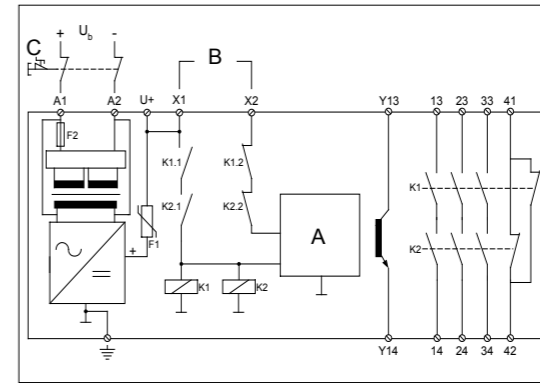 + Ub -
C
B
A1 A2 U+ X1 X2 Y13 13 23 33 41
F2
K1.1 K1.2
K1
K2.1 K2.2
A
K2
+ F1
K1 K2
Y14 14 24 34 42